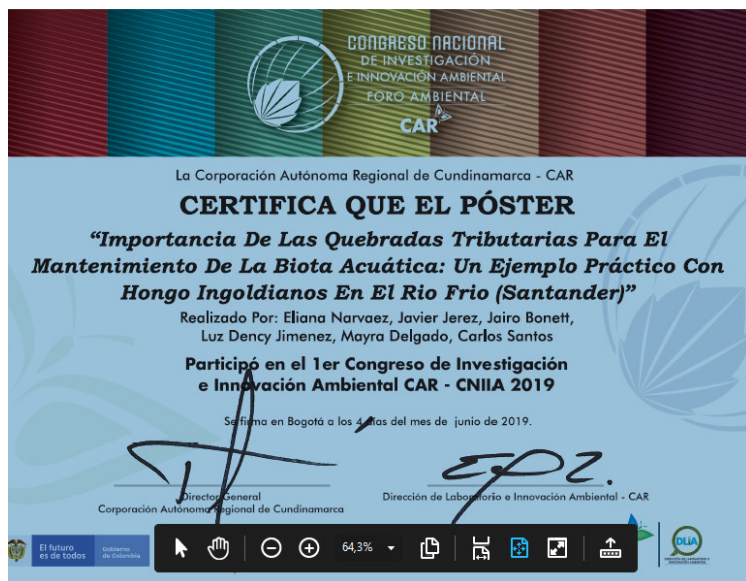 CONGRESO NACIONAL
DE INVESTIGACIÓN
E INNOVACIÓN AMBIENTAL
FORO AMBIENTAL
CAR
La Corporación Autónoma Regional de Cundinamarca - CAR
CERTIFICA QUE EL PÓSTER
“Importancia De Las Quebradas Tributarias Para El
Mantenimiento De La Biota Acuática: Un Ejemplo Práctico Con
Hongo Ingoldianos En El Rio Frio (Santander)”
Realizado Por: Eliana Narvaez, Javier Jerez, Jairo Bonett,
Luz Dency Jimenez, Mayra Delgado, Carlos Santos
Participó en el 1er Congreso de Investigación
e Innovación Ambiental CAR - CNIIA 2019
Se firma en Bogotá a los 4 días del mes de junio de 2019.
Director General
Corporación Autónoma Regional de Cundinamarca
Dirección de Laboratorio e Innovación Ambiental - CAR
El futuro
es de todos
Gobierno
de Colombia
64,3%
DLIA